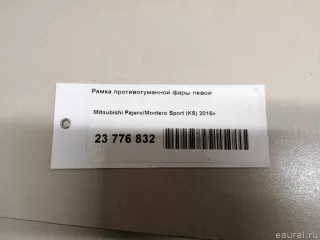 Рамка противотуманной фары левой
Mitsubishi Pajero/Montero Sport (KS) 2015>
23 776 832
eaural.ru